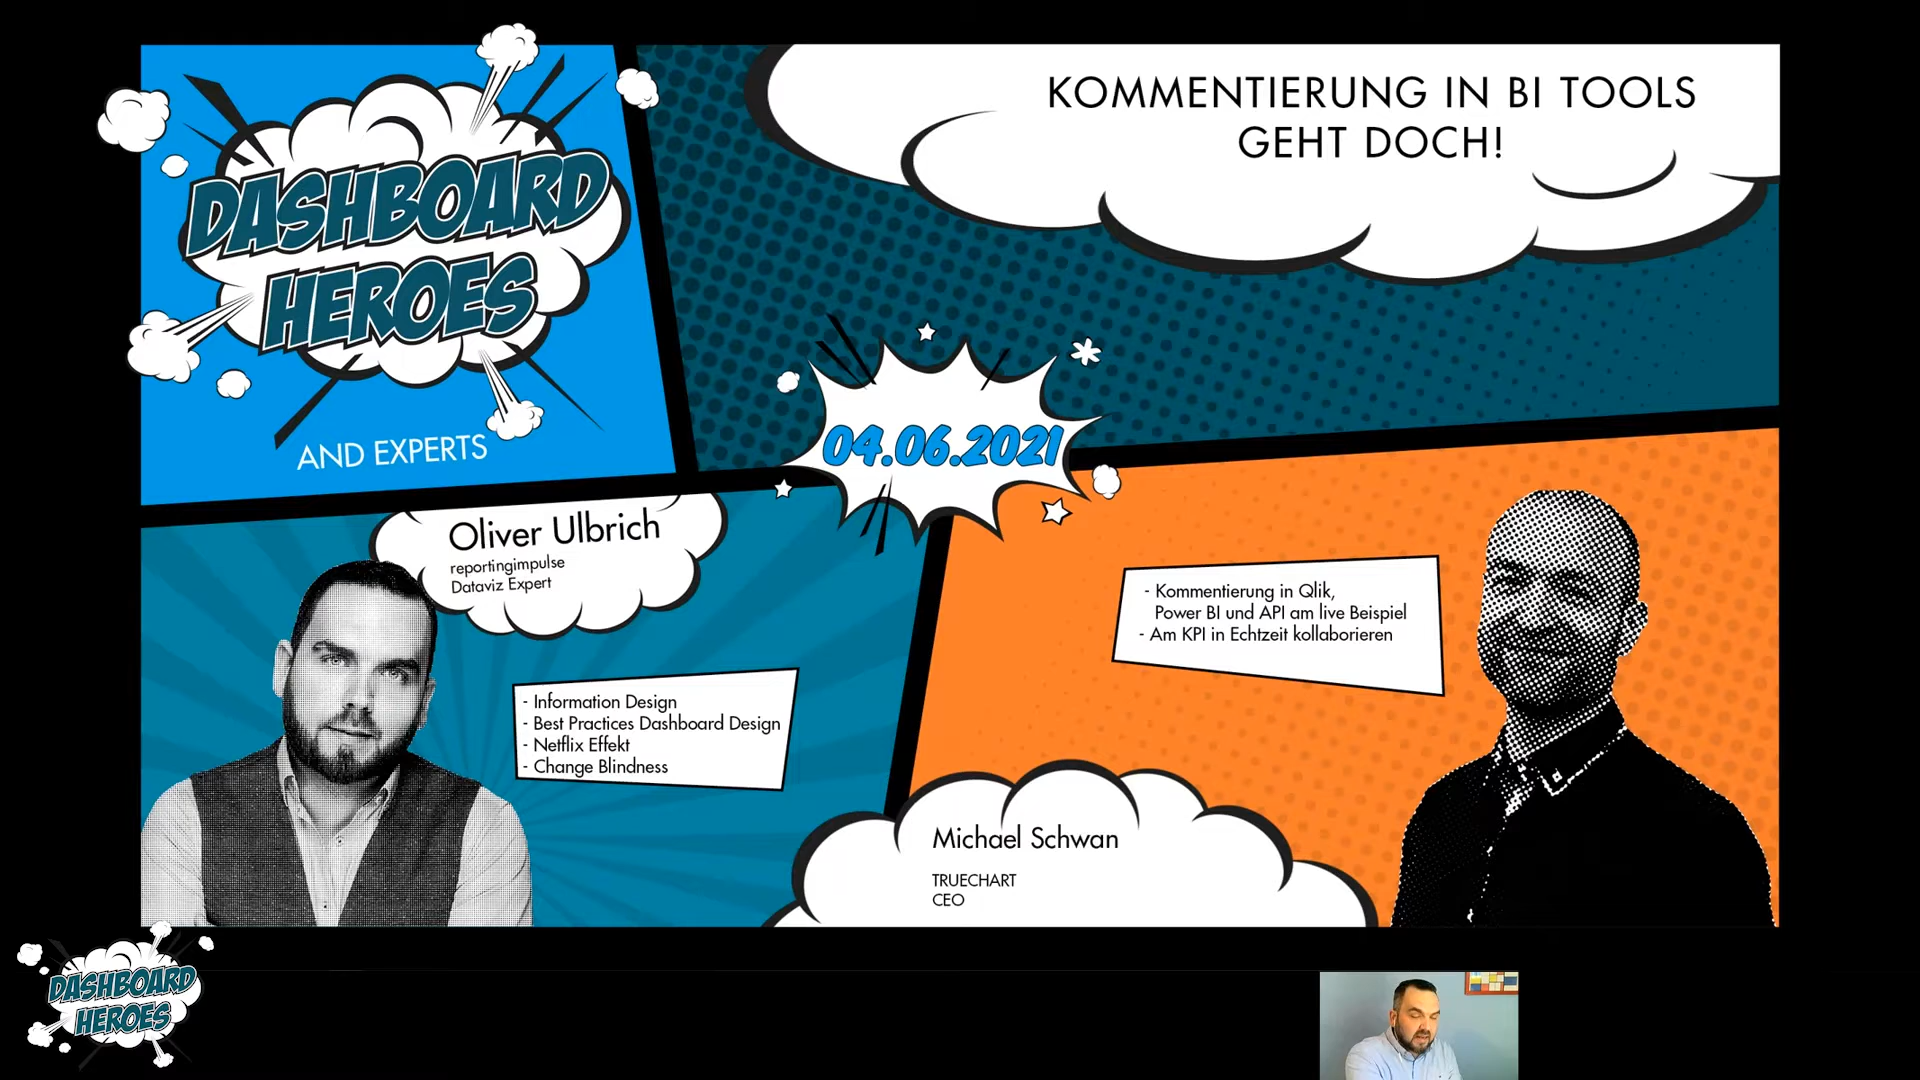 DASHBOARD
HEROES
AND EXPERTS
KOMMENTIERUNG IN BI TOOLS
GEHT DOCH!
04.06.2021
Oliver Ulbrich
reportingimpulse
Dataviz Expert
- Information Design
- Best Practices Dashboard Design
- Netflix Effekt
- Change Blindness
- Kommentierung in Qlik,
Power BI und API am live Beispiel
- Am KPI in Echtzeit kollaborieren
Michael Schwan
TRUECHART
CEO
DASHBOARD
HEROES